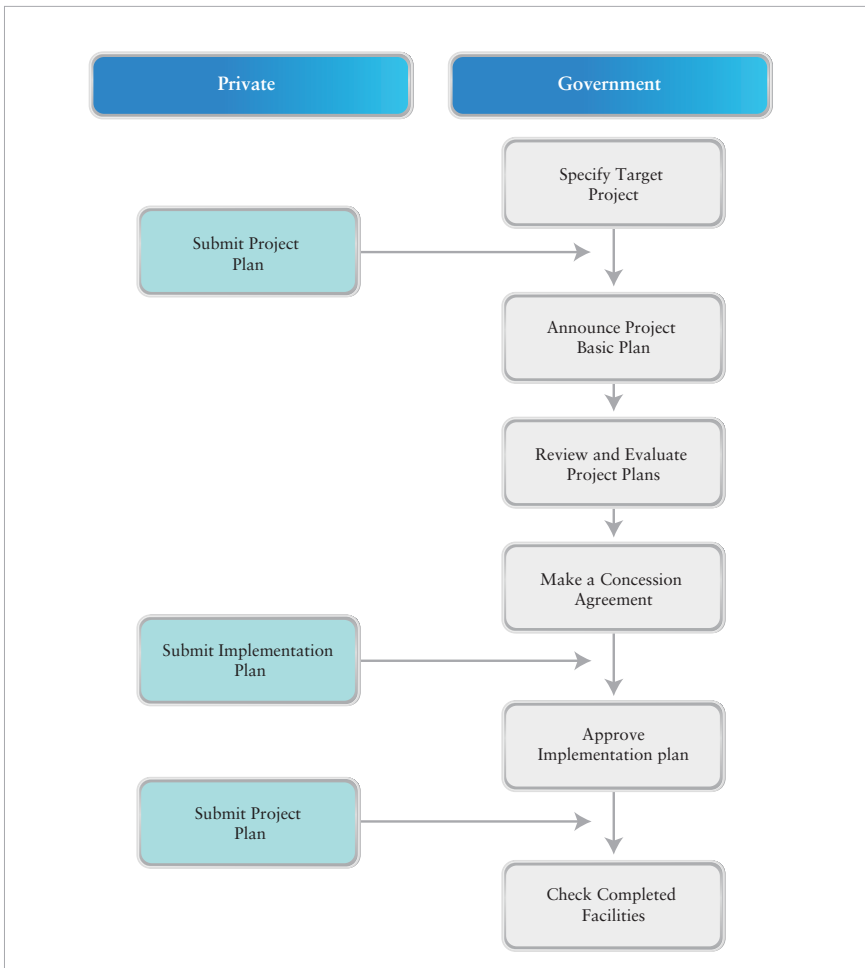 Private
Government
Specify Target
Project
Submit Project
Plan
Announce Project
Basic Plan
Review and Evaluate
Project Plans
Make a Concession
Agreement
Submit Implementation
Plan
Approve
Implementation plan
Submit Project
Plan
Check Completed
Facilities